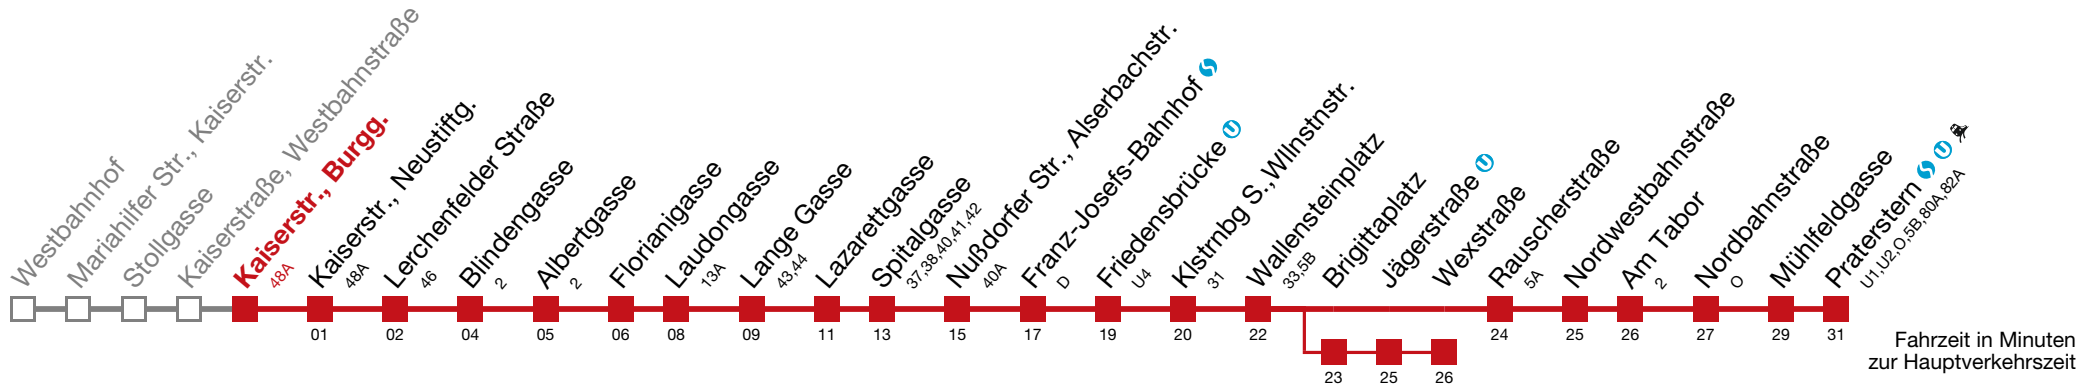 Westbahnhof
Mariahilfer Str., Kaiserstr.
Stollgasse
Kaiserstraße, Westbahnstraße
Kaiserstr., Burgg.
48A
Kaiserstr., Neustiftg.
48A
01
Lerchenfelder Straße
46
02
Blindengasse
2
04
Albertgasse
2
05
Florianigasse
06
Laudongasse
13A
08
Lange Gasse
43,44
09
Lazarettgasse
11
Spitalgasse
37,38,40,41,42
13
Nußdorfer Str., Alserbachstr.
40A
15
Franz-Josefs-Bahnhof
D
17
Friedensbrücke U
U4
19
Klstrnbg S., Wllnstnstr.
31
20
Wallensteinplatz
33,5B
22
Brigittaplatz
23
Jägerstraße U
25
Wexstraße
26
Rauscherstraße
5A
24
Nordwestbahnstraße
25
Am Tabor
2
26
Nordbahnstraße
O
27
Mühlfeldgasse
29
Praterstern S U
U1,U2,O,5B,80A,82A
31
Fahrzeit in Minuten
zur Hauptverkehrszeit